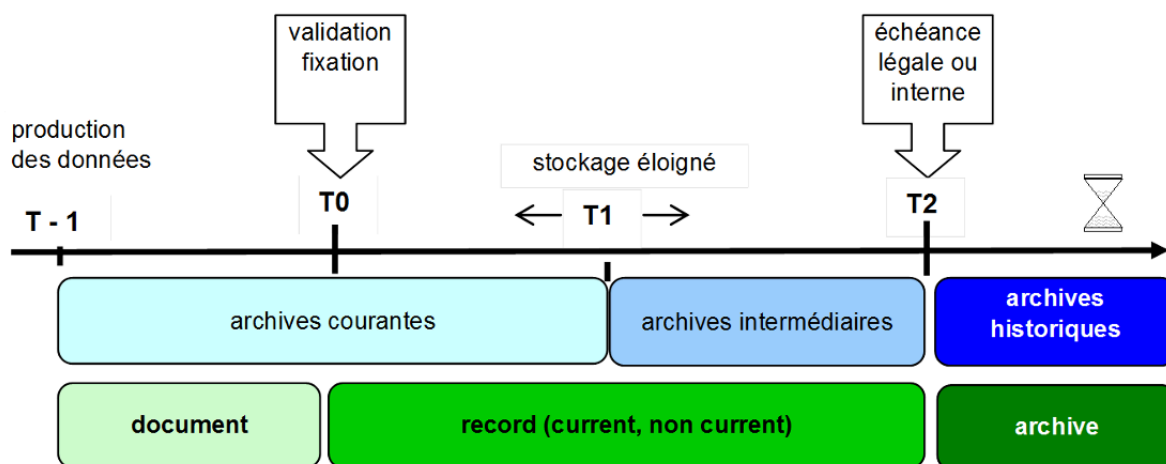 validation
fixation
échéance
légale ou
interne
production
des données
stockage éloigné
T - 1
T0
T1
T2
archives courantes
archives intermédiaires
archives
historiques
document
record (current, non current)
archive